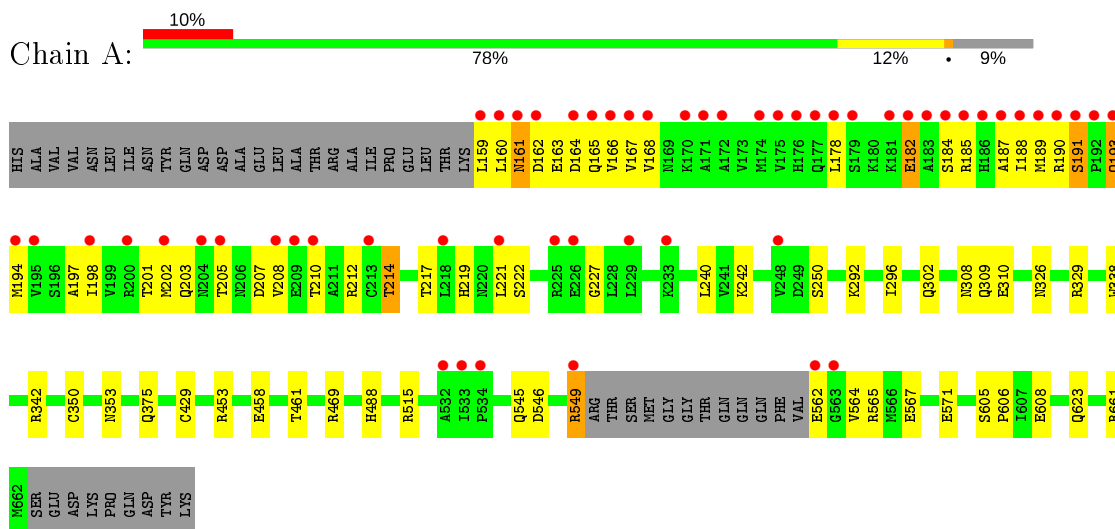 10%
Chain A:
78% 12% • 9%
HIS ALA VAL VAL ASN LEU ILE ASN TYR GLN ASP ASP ALA GLU LEU ALA THR ARG ALA ILE PRO GLU LEU THR LYS L159 L160 N161 D162 E163 D164 Q165 V166 V167 V168 N169 K170 A171 A172 V173 M174 V175 H176 Q177 L178 S179 K180 K181 E182 A183 S184 R185 H186 A187 I188 M189 R190 S191 P192 Q193
M194 V195 S196 A197 I198 V199 R200 T201 M202 Q203 N204 T205 N206 D207 V208 E209 T210 A211 R212 C213 T214 T217 L218 H219 N220 L221 S222 R225 E226 G227 L228 L229 K233 L240 V241 K242 V248 D249 S250 K292 I296 Q302 N308 Q309 E310 N326 R329 W338
R342 C350 N353 Q375 C429 R453 E458 T461 R469 H488 R515 A532 I533 P534 Q545 D546 R549 ARG THR SER MET GLY GLY THR GLN GLN GLN PHE VAL E562 G563 V564 R565 M566 E567 E571 S605 P606 I607 E608 Q623 R661
M662 SER GLU ASP LYS PRO GLN ASP TYR LYS